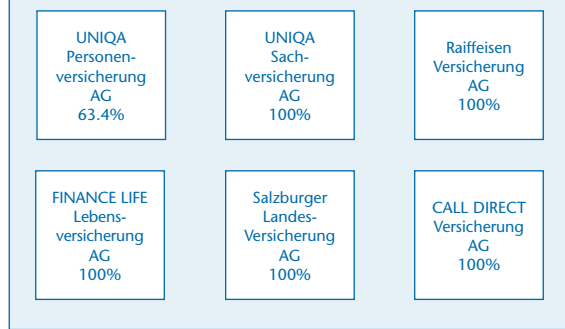 UNIQA
Personen-
versicherung
AG
63.4%
UNIQA
Sach-
versicherung
AG
100%
Raiffeisen
Versicherung
AG
100%
FINANCE LIFE
Lebens-
versicherung
AG
100%
Salzburger
Landes-
Versicherung
AG
100%
CALL DIRECT
Versicherung
AG
100%